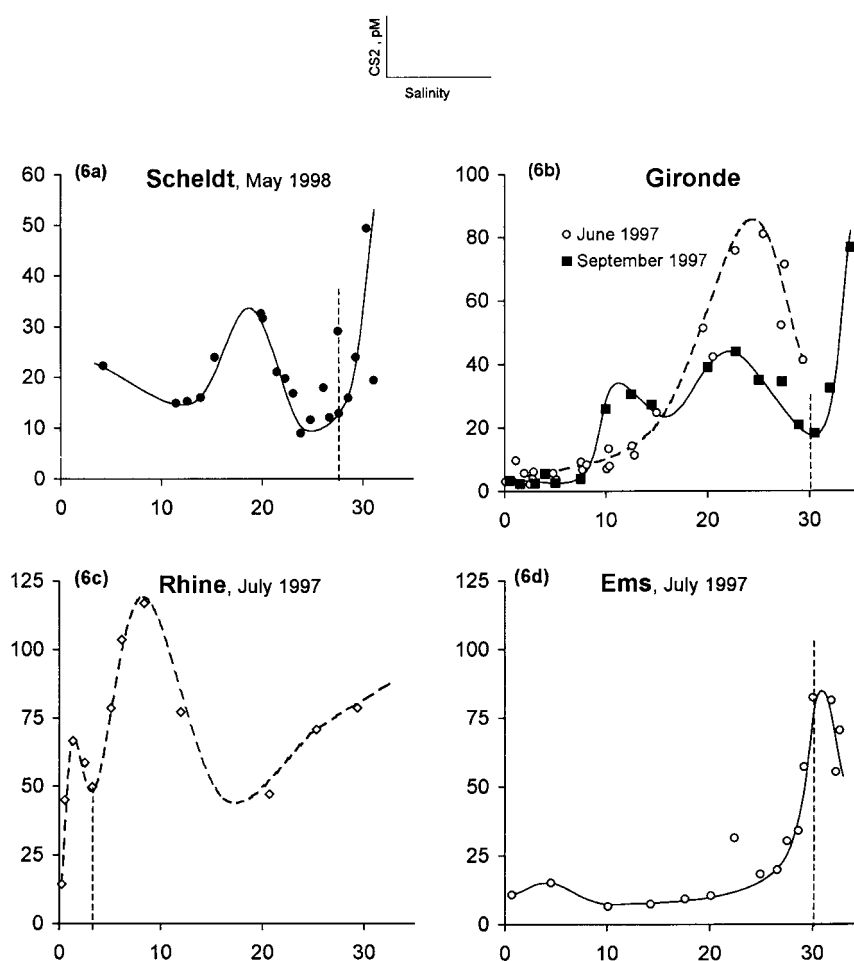 CS2 , pM
Salinity
(6a) Scheldt, May 1998
60
50
40
30
20
10
0
0 10 20 30
(6b) Gironde
June 1997
September 1997
100
80
60
40
20
0
0 10 20 30
(6c) Rhine, July 1997
125
100
75
50
25
0
0 10 20 30
(6d) Ems, July 1997
125
100
75
50
25
0
0 10 20 30